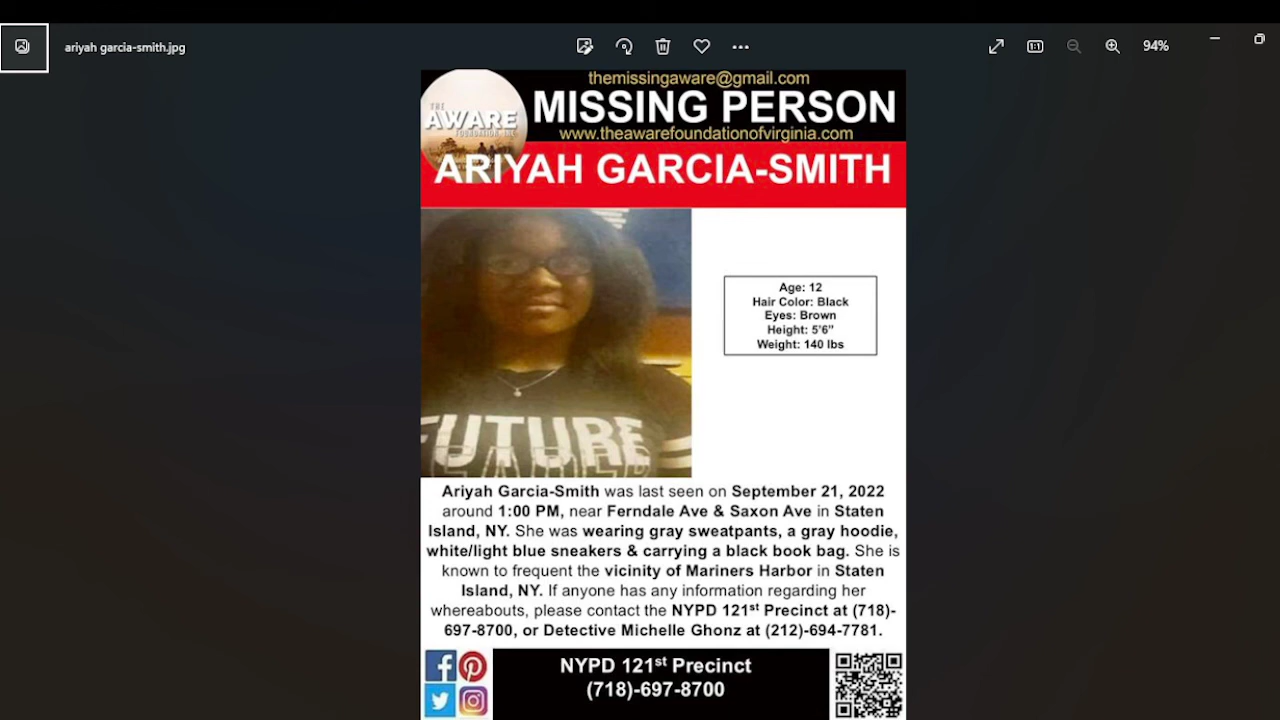 ariyah garcia-smith.jpg
94%
themissingaware@gmail.com
MISSING PERSON
www.theawarefoundationofvirginia.com
THE
AWARE
FOUNDATION, INC.
ARIYAH GARCIA-SMITH
Age: 12
Hair Color: Black
Eyes: Brown
Height: 5'6”
Weight: 140 lbs
FUTURE
Ariyah Garcia-Smith was last seen on September 21, 2022
around 1:00 PM, near Ferndale Ave & Saxon Ave in Staten
Island, NY. She was wearing gray sweatpants, a gray hoodie,
white/light blue sneakers & carrying a black book bag. She is
known to frequent the vicinity of Mariners Harbor in Staten
Island, NY. If anyone has any information regarding her
whereabouts, please contact the NYPD 121st Precinct at (718)-
697-8700, or Detective Michelle Ghonz at (212)-694-7781.
NYPD 121st Precinct
(718)-697-8700